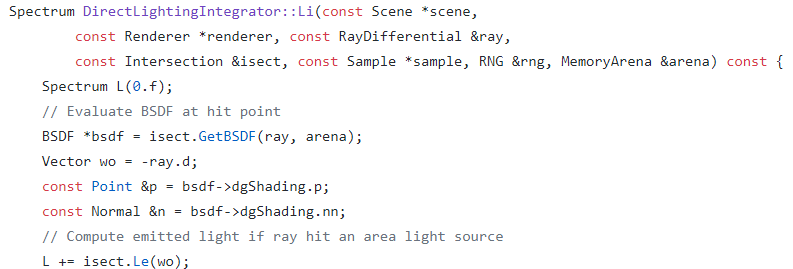 Spectrum DirectLightingIntegrator::Li(const Scene *scene,
        const Renderer *renderer, const RayDifferential &ray,
        const Intersection &isect, const Sample *sample, RNG &rng, MemoryArena &arena) const {
    Spectrum L(0.f);
    // Evaluate BSDF at hit point
    BSDF *bsdf = isect.GetBSDF(ray, arena);
    Vector wo = -ray.d;
    const Point &p = bsdf->dgShading.p;
    const Normal &n = bsdf->dgShading.nn;
    // Compute emitted light if ray hit an area light source
    L += isect.Le(wo);